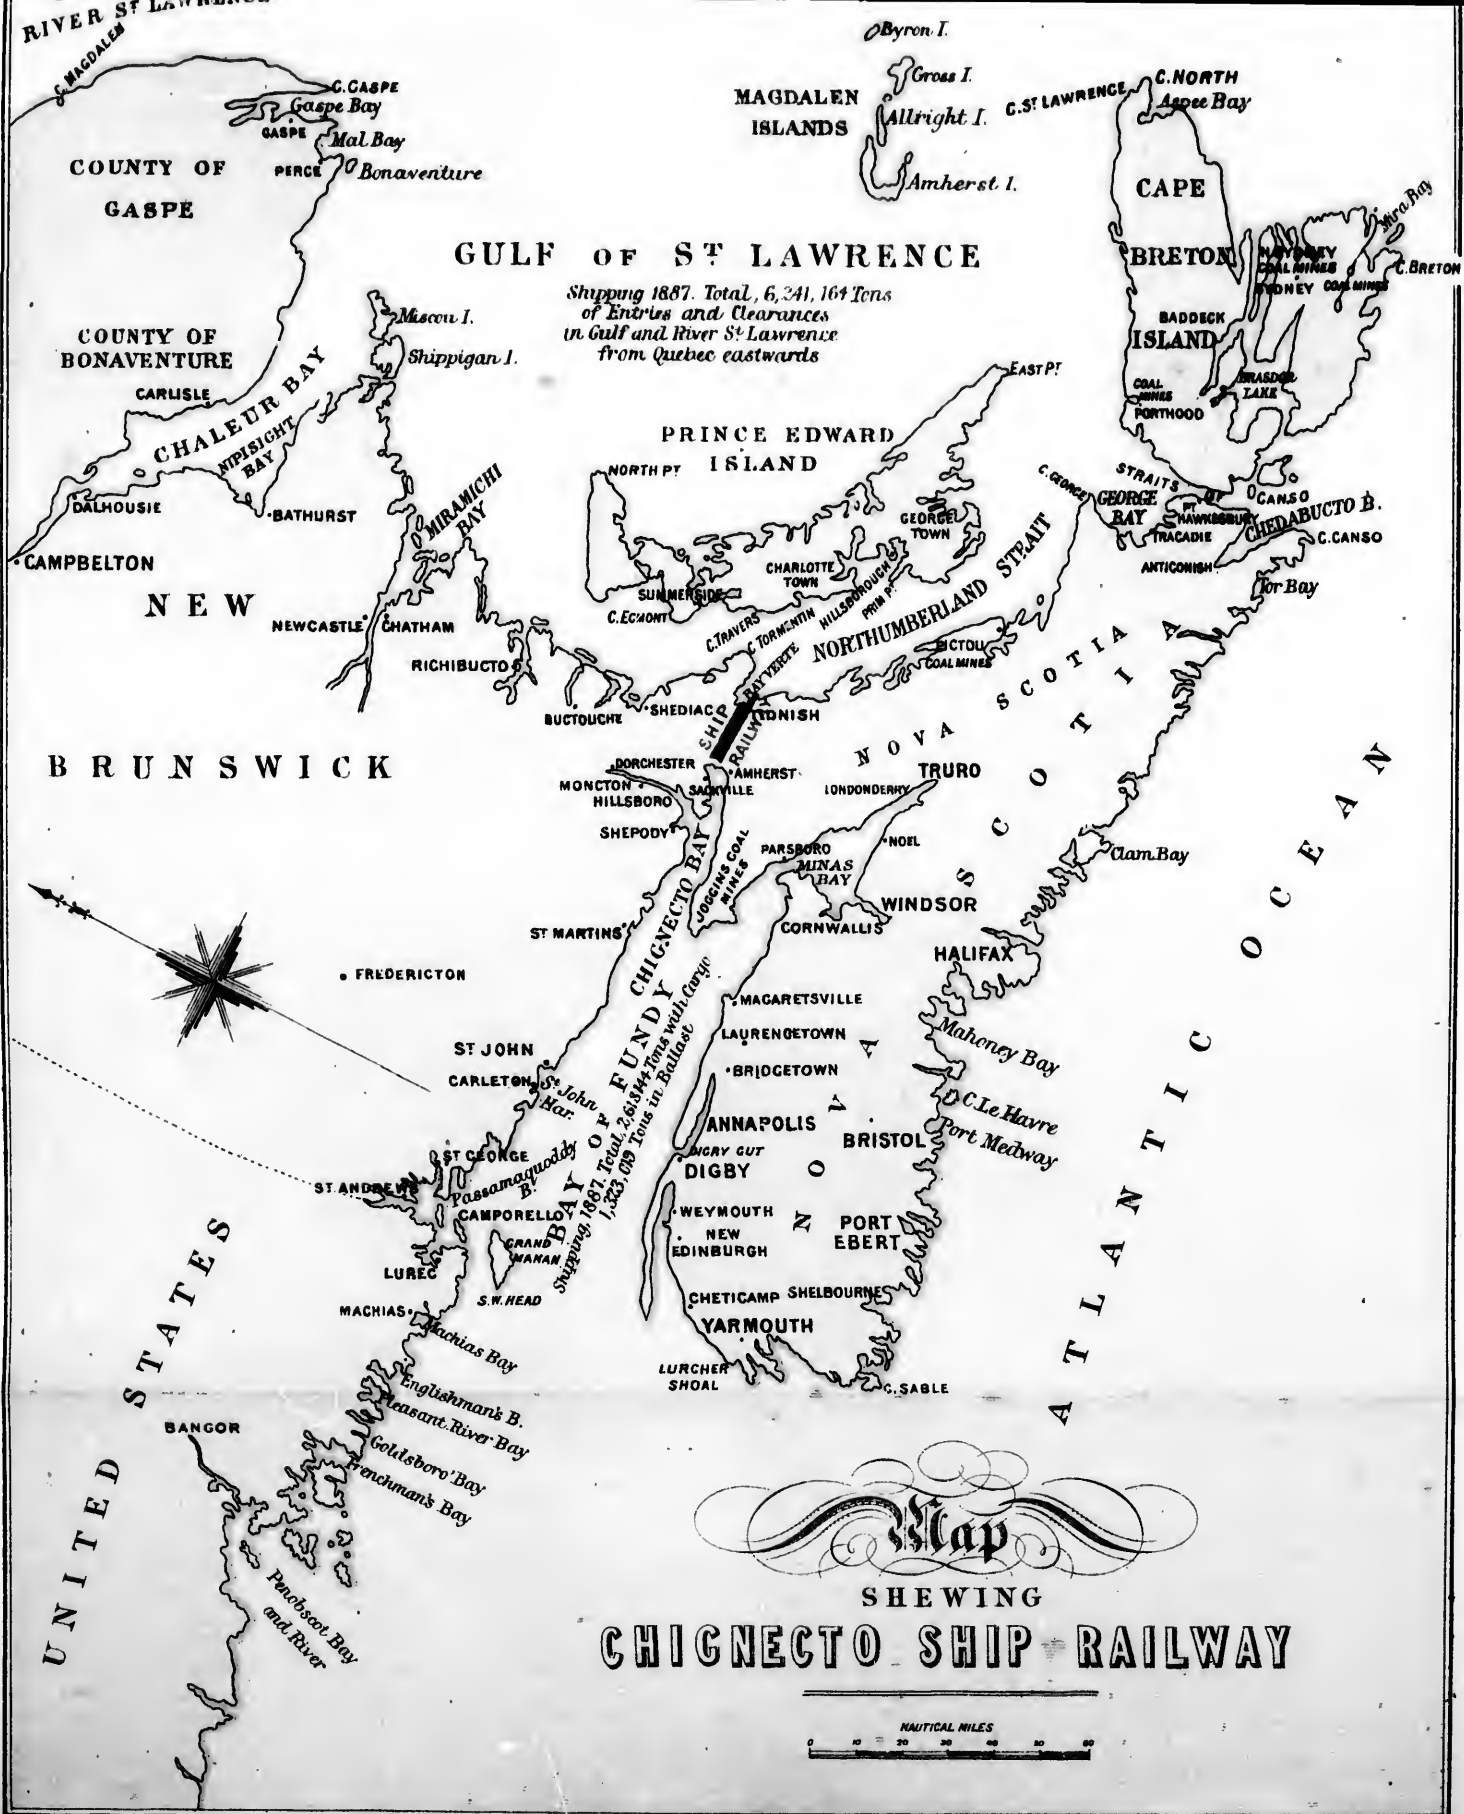 RIVER ST LAWRENCE
C. MAGDALEN
C. GASPE
Gaspe Bay
GASPE
Mal Bay
PERCE
Bonaventure
COUNTY OF
GASPE
Byron I.
Gross I.
MAGDALEN
ISLANDS
Allright I.
Amherst I.
C. ST LAWRENCE
C. NORTH
Aspee Bay
CAPE
BRETON
ISLAND
Mira Bay
N. SYDNEY
COAL MINES
SYDNEY
COAL MINES
C. BRETON
BADDECK
BRASDOR
LAKE
COAL
MINES
PORTHOOD
GULF OF ST LAWRENCE
Shipping 1887. Total, 6,241,164 Tons
of Entries and Clearances
in Gulf and River St Lawrence
from Quebec eastwards
Miscou I.
Shippigan I.
COUNTY OF
BONAVENTURE
CARLISLE
CHALEUR BAY
NIPISIGHT
BAY
DALHOUSIE
BATHURST
CAMPBELTON
MIRAMICHI
BAY
EAST PT
PRINCE EDWARD
ISLAND
NORTH PT
GEORGE
TOWN
CHARLOTTE
TOWN
SUMMERSIDE
C. EGMONT
C. TRAVERS
C. TORMENTIN
HILLSBOROUGH
PRIM PT
NORTHUMBERLAND STRAIT
C. GEORGE
GEORGE
BAY
STRAITS
OF
CANSO
PT
HAWKESBURY
TRACADIE
ANTICONISH
CHEDABUCTO B.
C. CANSO
Tor Bay
NEW
BRUNSWICK
NEWCASTLE
CHATHAM
RICHIBUCTO
BUCTOUCHE
SHEDIAC
BAY VERTE
SHIP
RAILWAY
TIDNISH
PICTOU
COAL MINES
NOVA SCOTIA
DORCHESTER
MONCTON
HILLSBORO
SACKVILLE
AMHERST
SHEPODY
LONDONDERRY
TRURO
JOGGINS COAL
MINES
PARSBORO
MINAS
BAY
NOEL
WINDSOR
CORNWALLIS
CHIGNECTO BAY
ST MARTINS
Clam Bay
HALIFAX
FREDERICTON
ST JOHN
CARLETON
St John
Har.
BAY OF FUNDY
Shipping, 1887. Total, 2,613,144 Tons with Cargo
1,323,019 Tons in Ballast
MAGARETSVILLE
LAURENCETOWN
BRIDGETOWN
ANNAPOLIS
DIGBY GUT
DIGBY
WEYMOUTH
NEW
EDINBURGH
CHETICAMP
YARMOUTH
LURCHER
SHOAL
NOVA SCOTIA
Mahoney Bay
C. Le Havre
Port Medway
BRISTOL
PORT
EBERT
SHELBOURNE
C. SABLE
ATLANTIC OCEAN
ST GEORGE
ST ANDREWS
Passamaquoddy
B.
CAMPORELLO
GRAND
MANAN
S.W. HEAD
LUREC
MACHIAS
Machias Bay
Englishman's B.
Pleasant River Bay
Goldsboro' Bay
Frenchman's Bay
BANGOR
Penobscot Bay
and River
UNITED STATES
Map
SHEWING
CHIGNECTO SHIP RAILWAY
NAUTICAL MILES
0 10 20 30 40 50 60